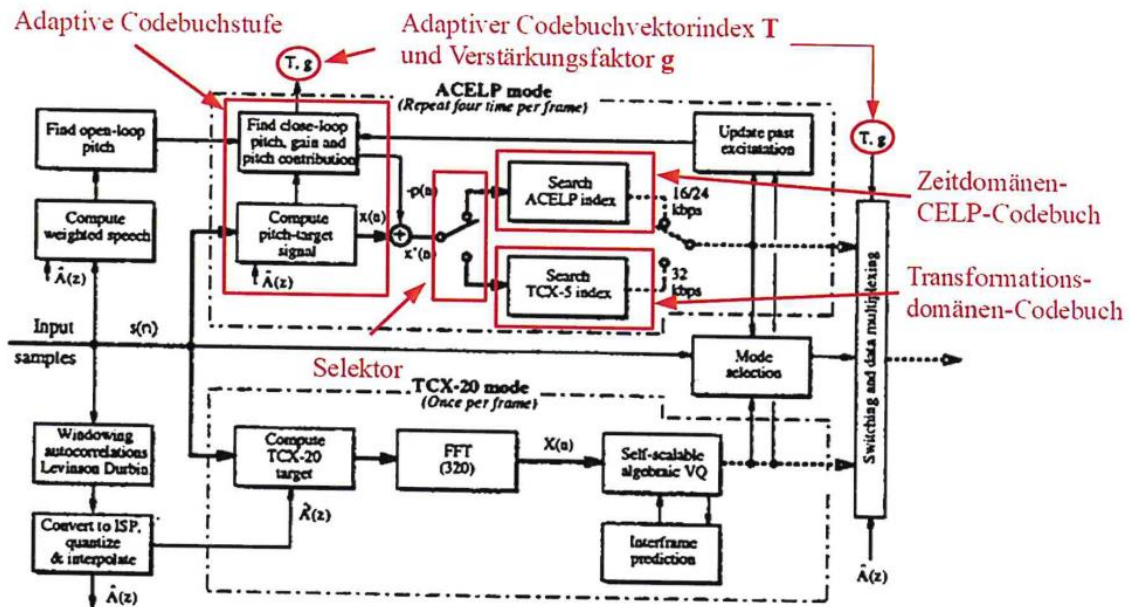 Adaptive Codebuchstufe
Adaptiver Codebuchvektorindex T
und Verstärkungsfaktor g
T, g
ACELP mode
(Repeat four time per frame)
Find open-loop
pitch
Find close-loop
pitch, gain and
pitch contribution
Update past
excitatation
T, g
-p(n)
Search
ACELP index
16/24
kbps
Zeitdomänen-
CELP-Codebuch
Compute
weighted speech
Compute
pitch-target
signal
x(n)
+
x'(n)
Â(z)
Â(z)
Search
TCX-5 index
32
kbps
Transformations-
domänen-Codebuch
Input
samples
s(n)
Selektor
Mode
selection
Switching and data multiplexing
TCX-20 mode
(Once per frame)
Windowing
autocorrelations
Levinson Durbin
Compute
TCX-20
target
FFT
(320)
X(n)
Self-scalable
algebraic VQ
Convert to ISP,
quantize
& interpolate
Interframe
prediction
Â(z)
Â(z)